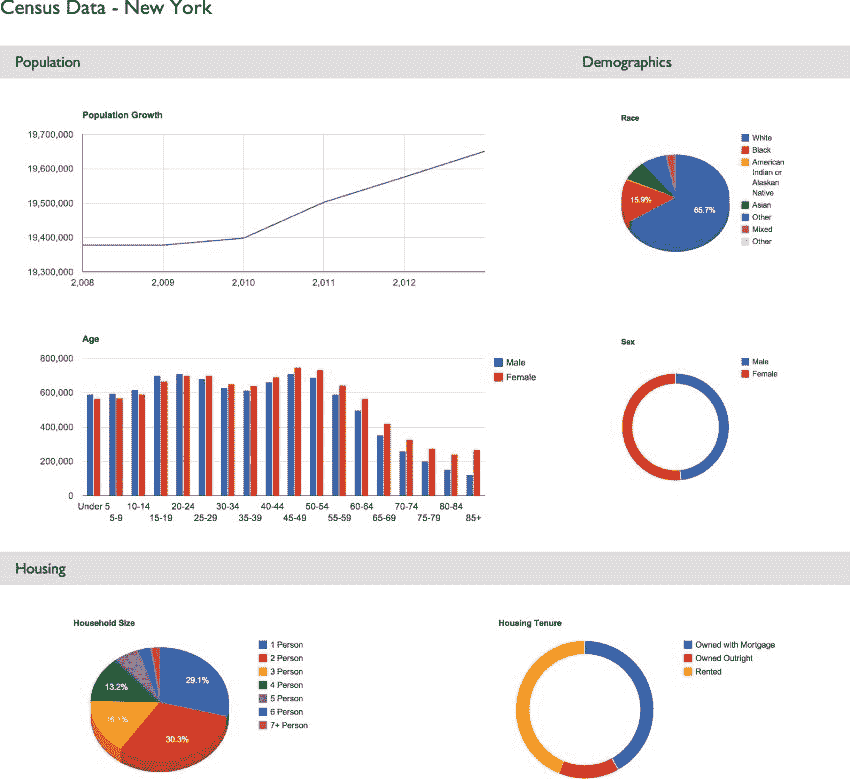 Census Data - New York
Population
Demographics
Population Growth
19,700,000
19,600,000
19,500,000
19,400,000
19,300,000
2,008
2,009
2,010
2,011
2,012
Race
65.7%
15.9%
White
Black
American
Indian or
Alaskan
Native
Asian
Other
Mixed
Other
Age
800,000
600,000
400,000
200,000
0
Under 5
10-14
20-24
30-34
40-44
50-54
60-64
70-74
80-84
5-9
15-19
25-29
35-39
45-49
55-59
65-69
75-79
85+
Male
Female
Sex
Male
Female
Housing
Household Size
29.1%
13.2%
30.3%
1 Person
2 Person
3 Person
4 Person
5 Person
6 Person
7+ Person
Housing Tenure
Owned with Mortgage
Owned Outright
Rented